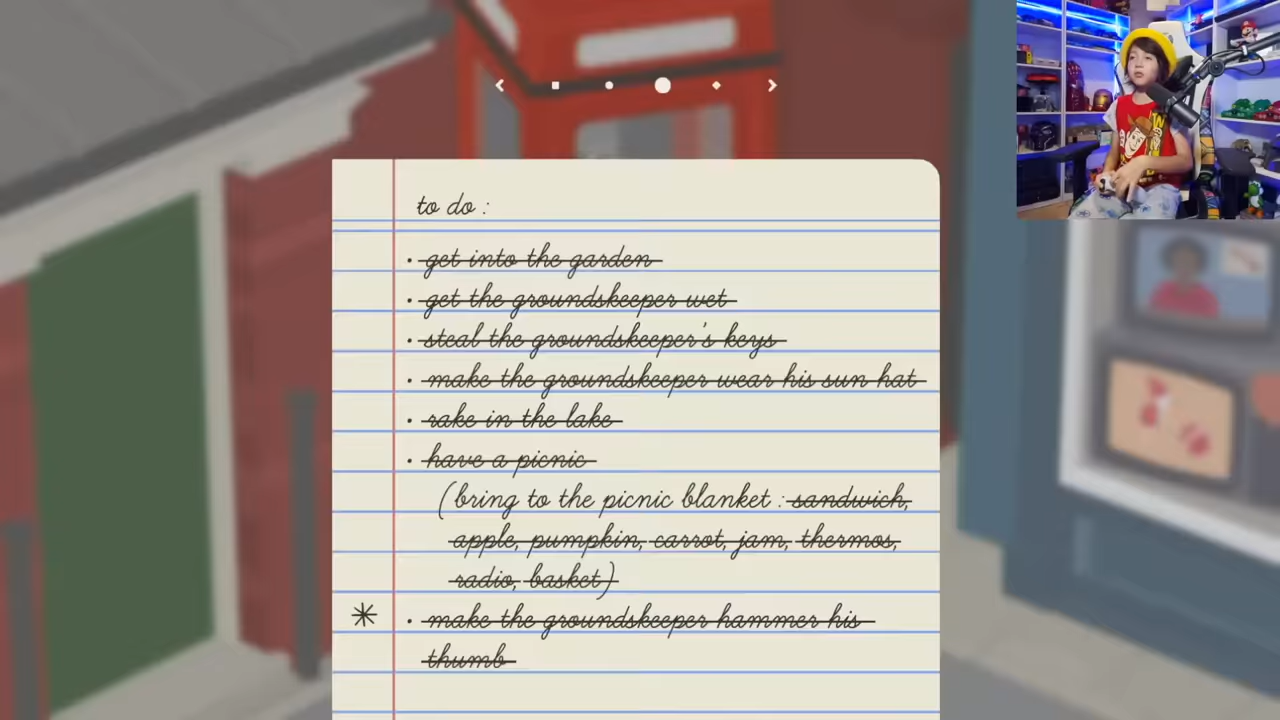 to do :
• get into the garden
• get the groundskeeper wet
• steal the groundskeeper's keys
• make the groundskeeper wear his sun hat
• rake in the lake
• have a picnic
(bring to the picnic blanket : sandwich,
apple, pumpkin, carrot, jam, thermos,
radio, basket)
• make the groundskeeper hammer his
thumb